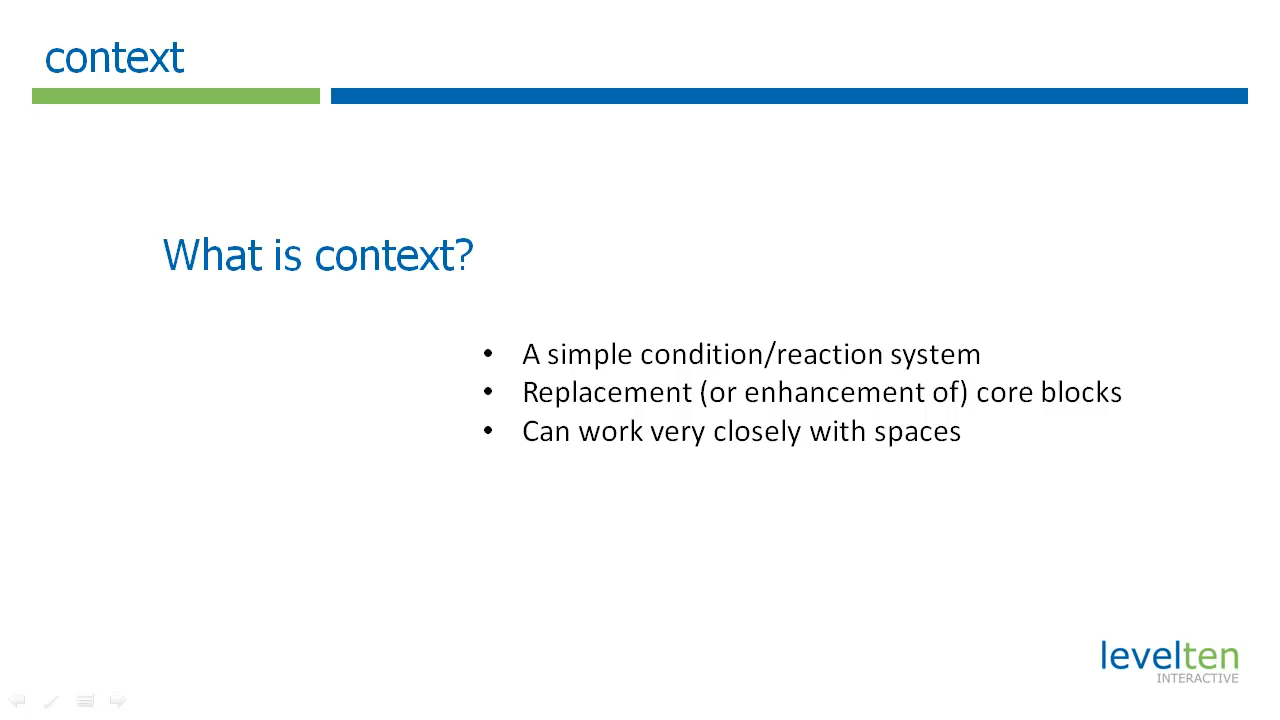 context
What is context?
• A simple condition/reaction system
• Replacement (or enhancement of) core blocks
• Can work very closely with spaces
levelten
INTERACTIVE